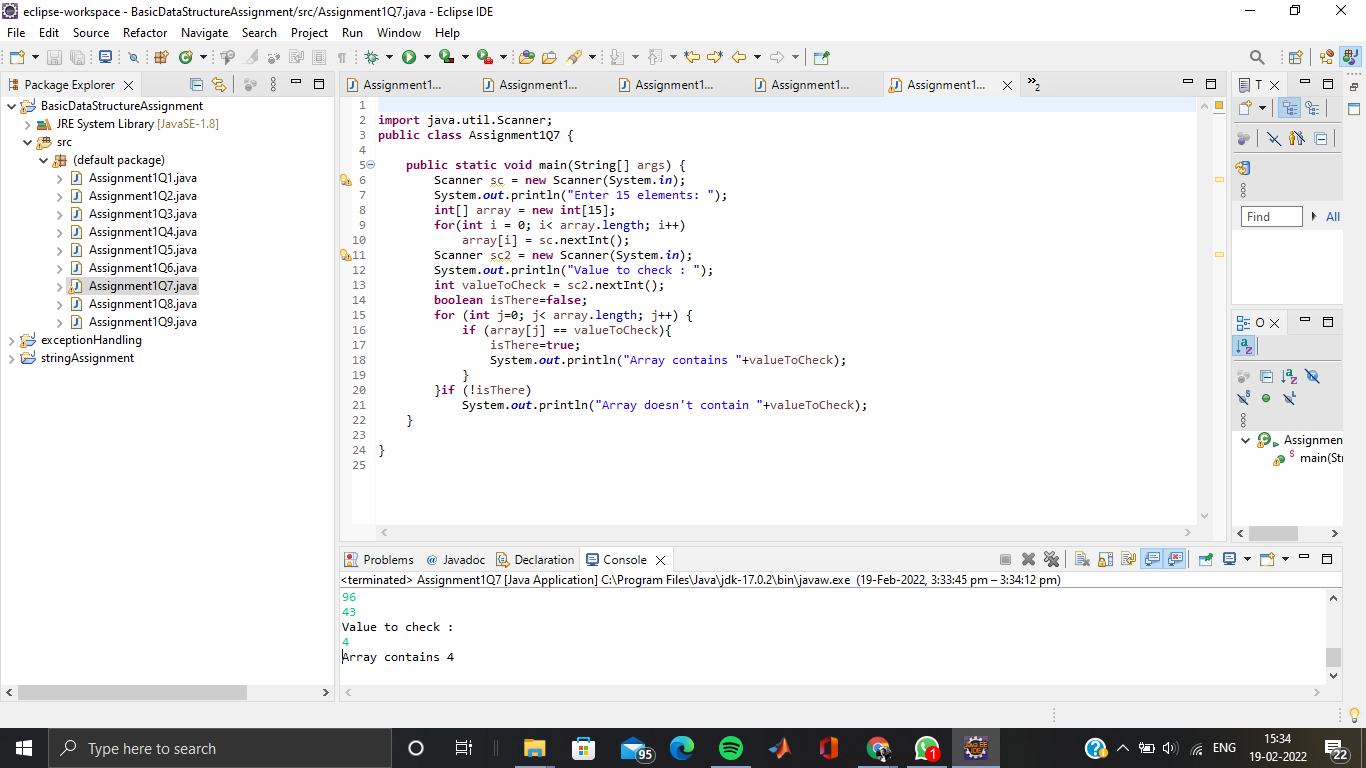 eclipse-workspace - BasicDataStructureAssignment/src/Assignment1Q7.java - Eclipse IDE
File Edit Source Refactor Navigate Search Project Run Window Help
Package Explorer
BasicDataStructureAssignment
JRE System Library [JavaSE-1.8]
src
(default package)
Assignment1Q1.java
Assignment1Q2.java
Assignment1Q3.java
Assignment1Q4.java
Assignment1Q5.java
Assignment1Q6.java
Assignment1Q7.java
Assignment1Q8.java
Assignment1Q9.java
exceptionHandling
stringAssignment
Assignment1... Assignment1... Assignment1... Assignment1... Assignment1... »2
1
2 import java.util.Scanner;
3 public class Assignment1Q7 {
4
5 public static void main(String[] args) {
6 Scanner sc = new Scanner(System.in);
7 System.out.println("Enter 15 elements: ");
8 int[] array = new int[15];
9 for(int i = 0; i< array.length; i++)
10 array[i] = sc.nextInt();
11 Scanner sc2 = new Scanner(System.in);
12 System.out.println("Value to check : ");
13 int valueToCheck = sc2.nextInt();
14 boolean isThere=false;
15 for (int j=0; j< array.length; j++) {
16 if (array[j] == valueToCheck){
17 isThere=true;
18 System.out.println("Array contains "+valueToCheck);
19 }
20 }if (!isThere)
21 System.out.println("Array doesn't contain "+valueToCheck);
22 }
23
24 }
25
T
Find All
O
Assignmen
main(Stri
Problems @ Javadoc Declaration Console
<terminated> Assignment1Q7 [Java Application] C:\Program Files\Java\jdk-17.0.2\bin\javaw.exe (19-Feb-2022, 3:33:45 pm – 3:34:12 pm)
96
43
Value to check :
4
Array contains 4
Type here to search
95
1
ENG
15:34
19-02-2022
22